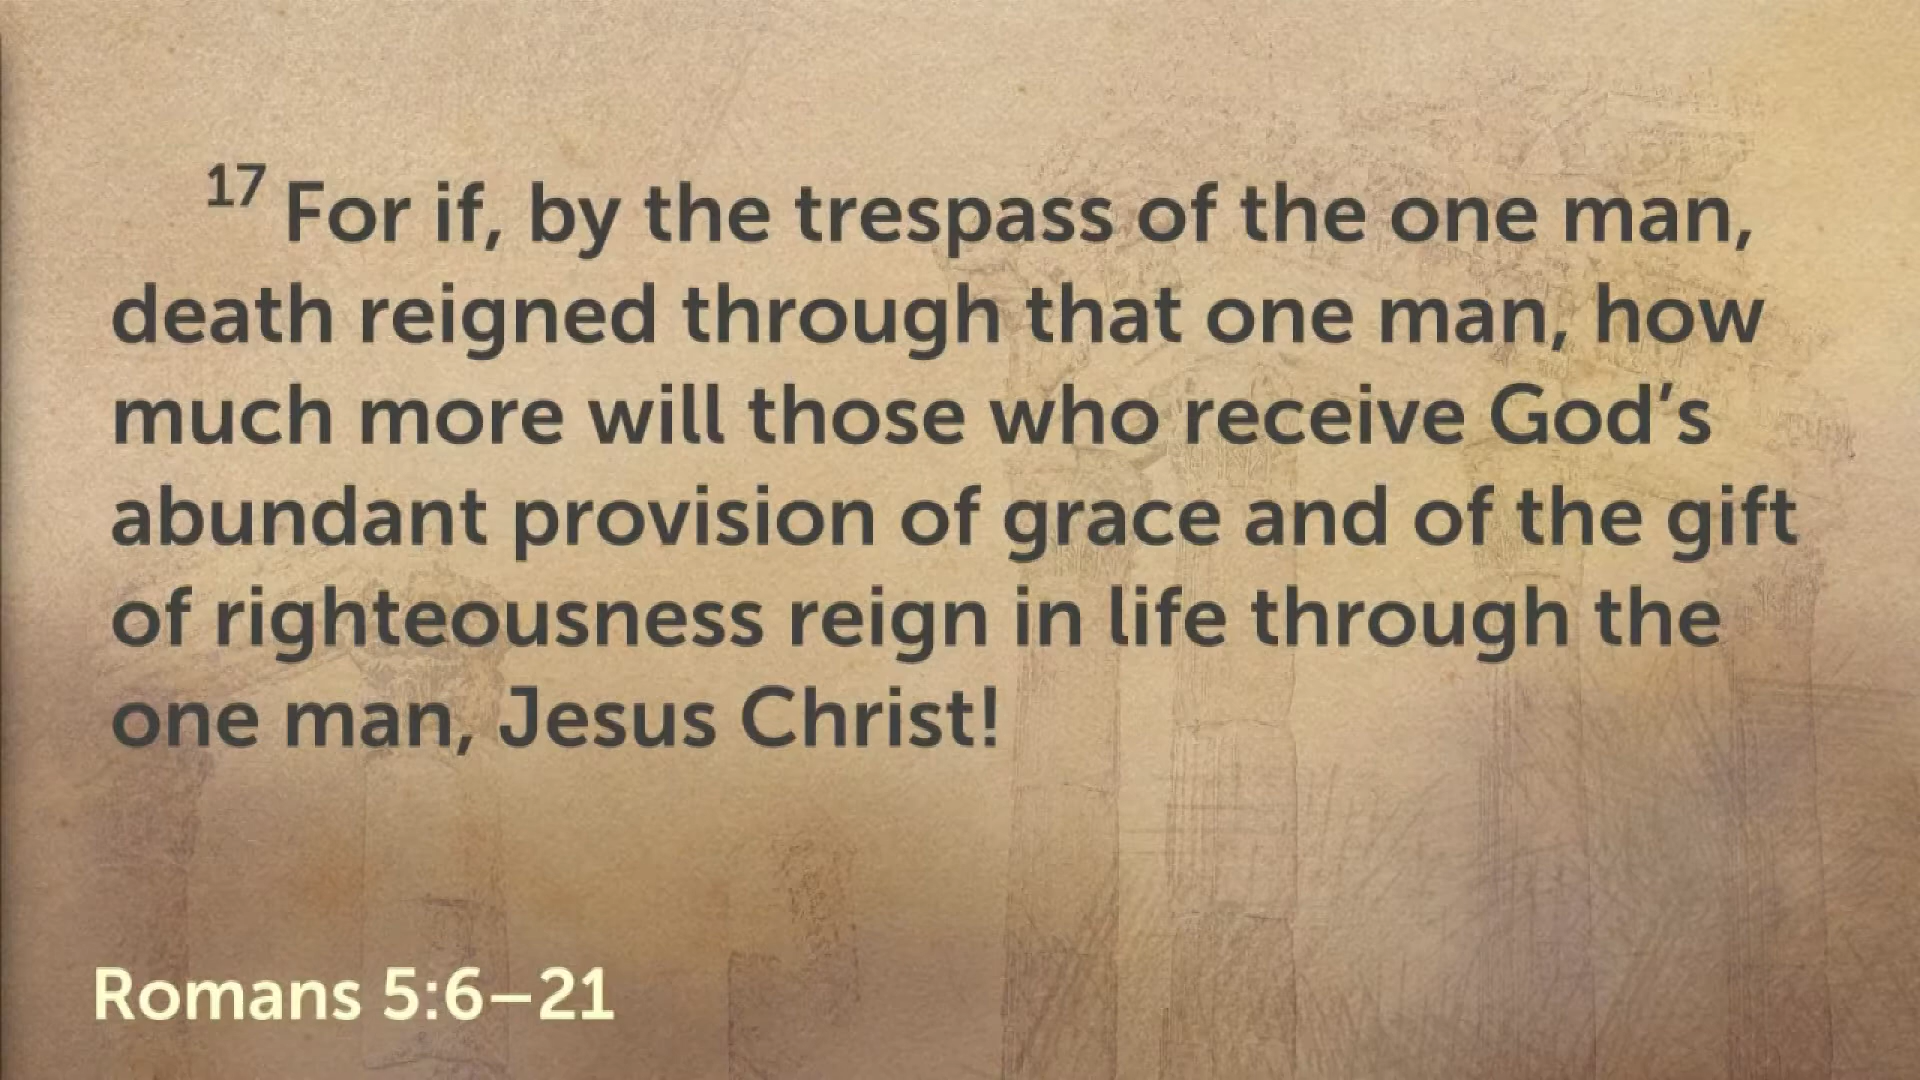 17 For if, by the trespass of the one man,
death reigned through that one man, how
much more will those who receive God’s
abundant provision of grace and of the gift
of righteousness reign in life through the
one man, Jesus Christ!
Romans 5:6–21